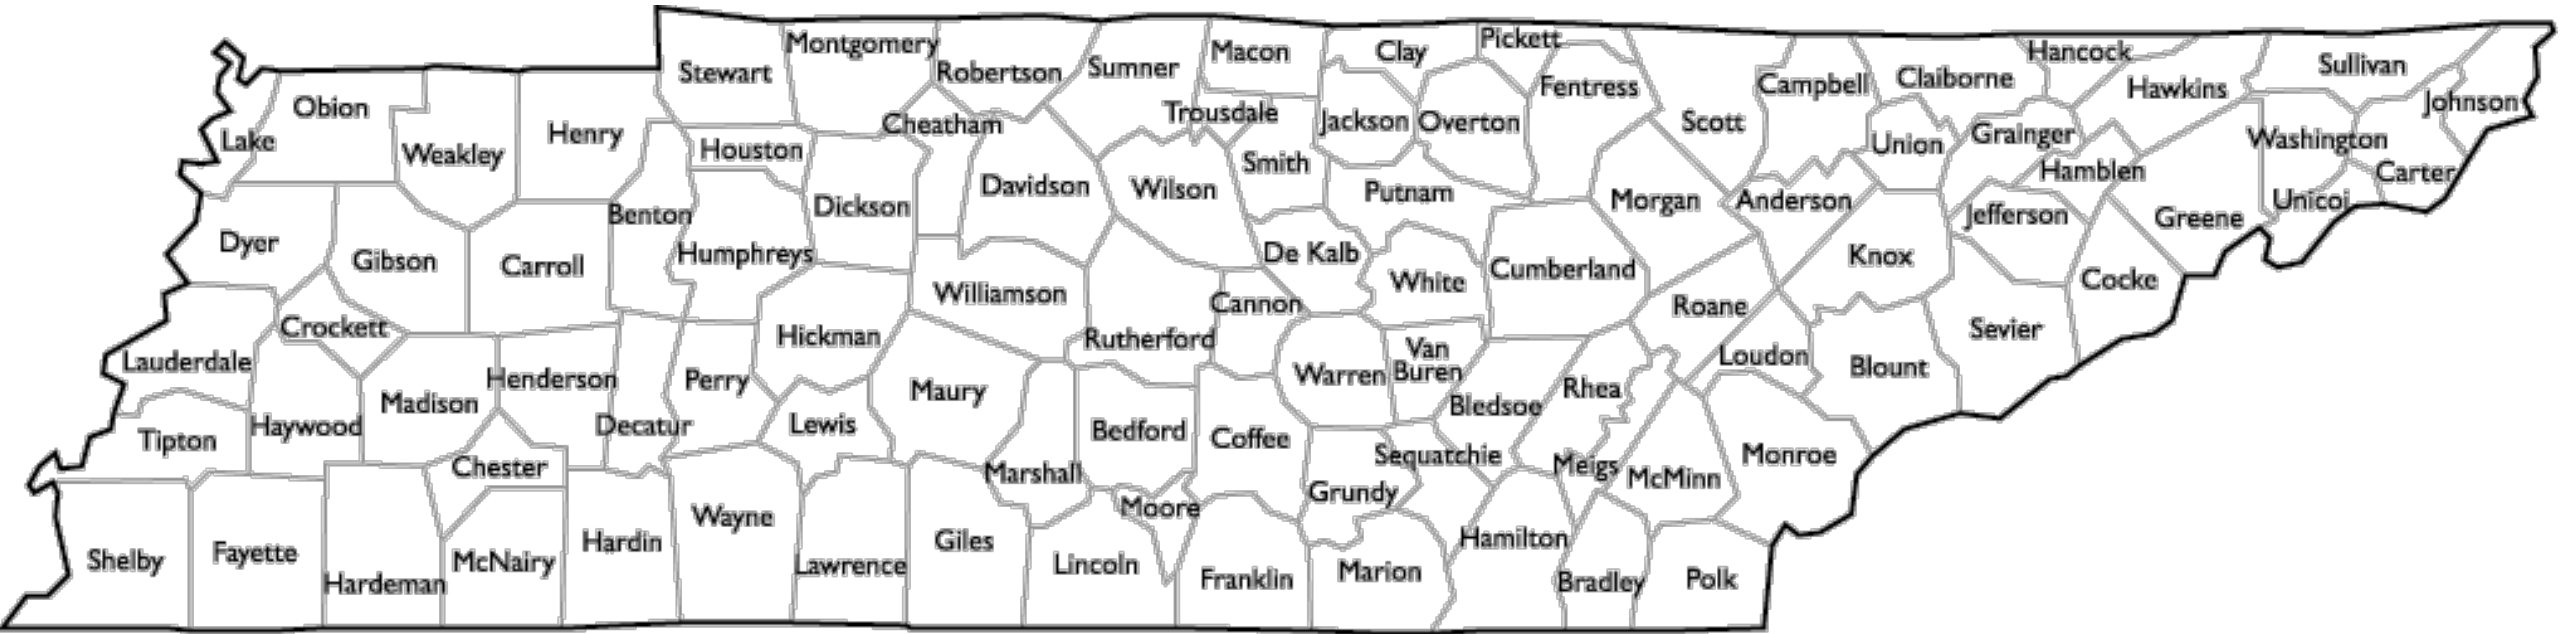 Lake
Obion
Weakley
Henry
Stewart
Montgomery
Robertson
Sumner
Macon
Trousdale
Clay
Pickett
Fentress
Scott
Campbell
Claiborne
Hancock
Hawkins
Sullivan
Johnson
Houston
Cheatham
Smith
Jackson
Overton
Union
Grainger
Hamblen
Washington
Carter
Unicoi
Dyer
Gibson
Carroll
Benton
Humphreys
Dickson
Davidson
Wilson
De Kalb
Putnam
White
Cumberland
Morgan
Anderson
Knox
Jefferson
Greene
Cocke
Lauderdale
Crockett
Hickman
Williamson
Rutherford
Cannon
Roane
Loudon
Blount
Sevier
Tipton
Haywood
Madison
Henderson
Decatur
Perry
Lewis
Maury
Marshall
Bedford
Coffee
Warren
Van
Buren
Bledsoe
Rhea
Sequatchie
Meigs
McMinn
Monroe
Chester
Moore
Grundy
Shelby
Fayette
Hardeman
McNairy
Hardin
Wayne
Lawrence
Giles
Lincoln
Franklin
Marion
Hamilton
Bradley
Polk